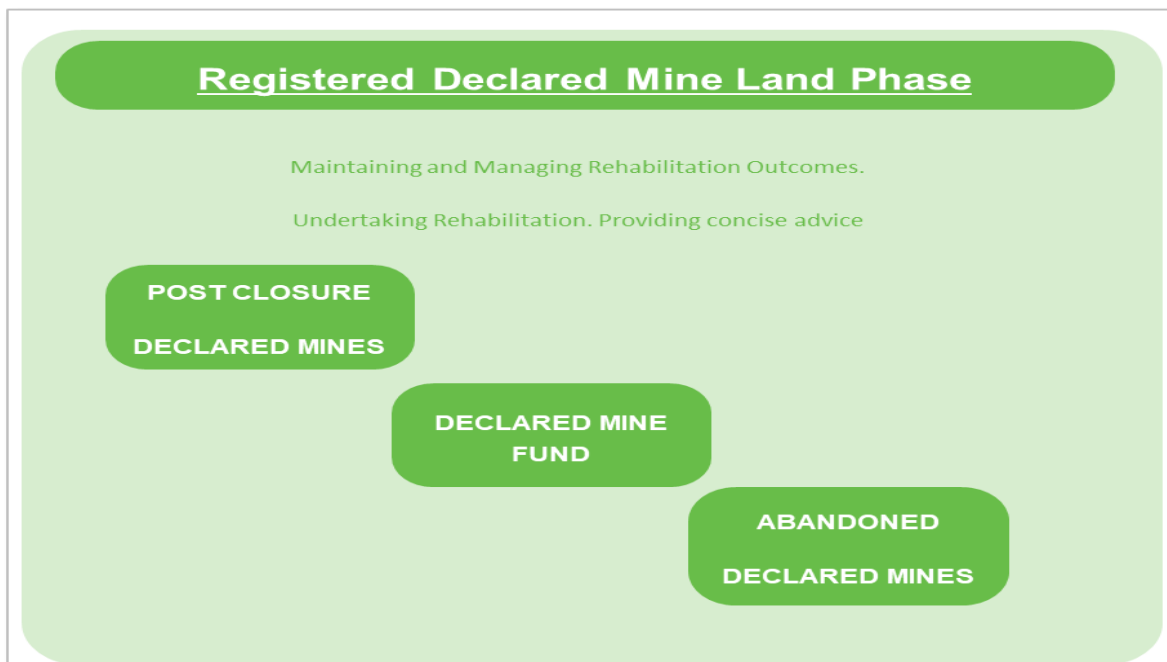 Registered Declared Mine Land Phase
Maintaining and Managing Rehabilitation Outcomes.
Undertaking Rehabilitation. Providing concise advice
POST CLOSURE
DECLARED MINES
DECLARED MINE
FUND
ABANDONED
DECLARED MINES